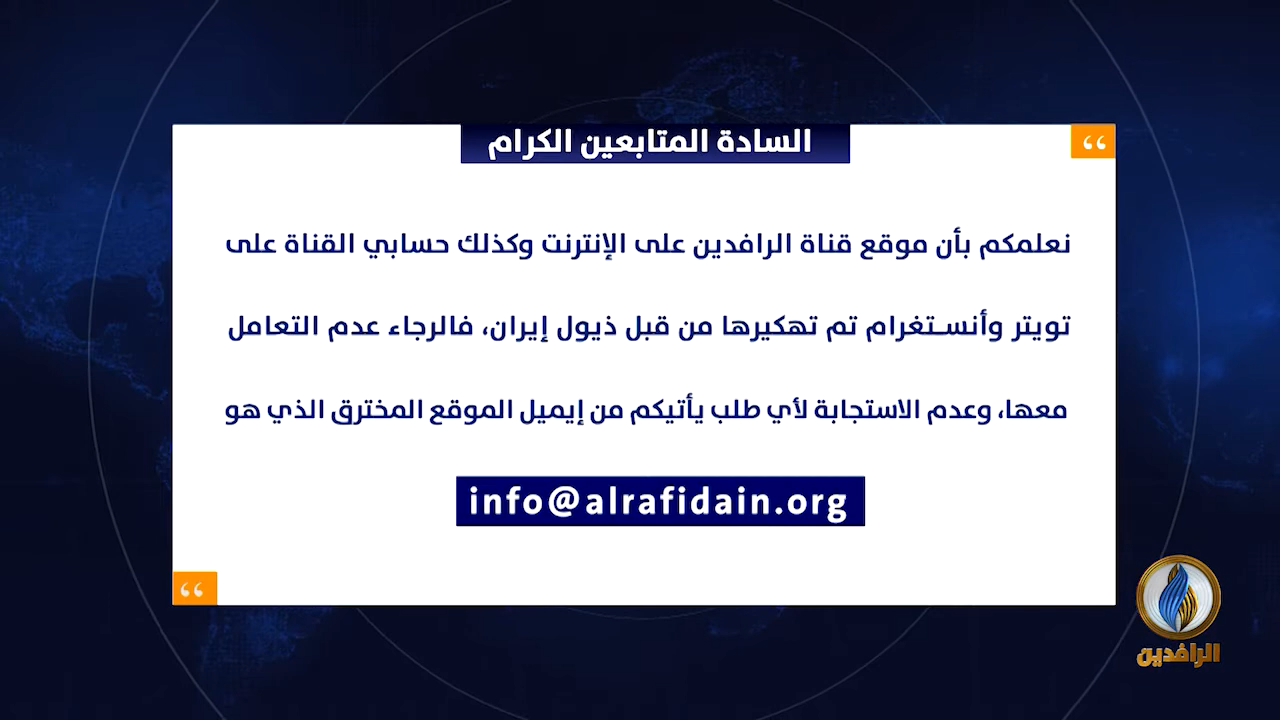 السادة المتابعين الكرام
نعلمكم بأن موقع قناة الرافدين على الإنترنت وكذلك حسابي القناة على
تويتر وأنسـتغرام تم تهكيرها من قبل ذيول إيران، فالرجاء عدم التعامل
معها، وعدم الاستجابة لأي طلب يأتيكم من إيميل الموقع المخترق الذي هو
info@alrafidain.org
الرافدين